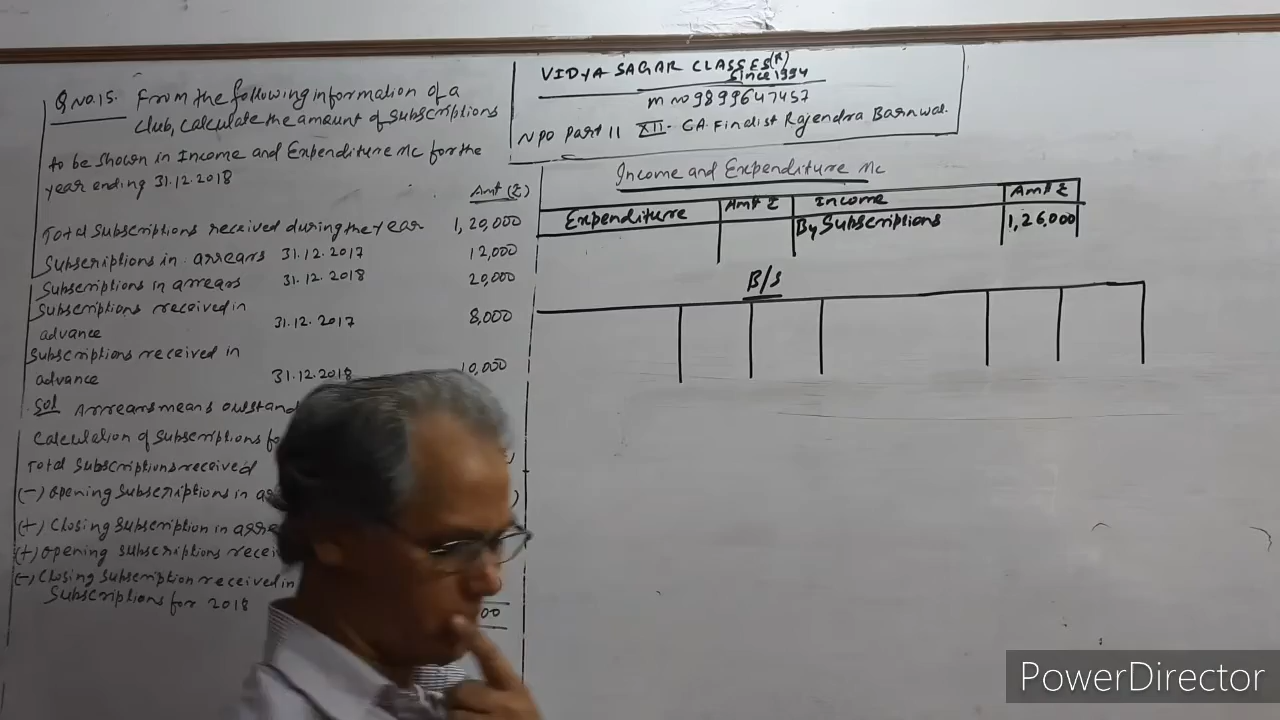 Q No.15. From the following information of a
club, calculate the amount of subscriptions
to be shown in Income and Expenditure A/c for the
year ending 31.12.2018
Amt (₹)
Total subscriptions received during the year 1,20,000
Subscriptions in arrears 31.12.2017 12,000
Subscriptions in arrears 31.12.2018 20,000
Subscriptions received in
advance 31.12.2017 8,000
Subscriptions received in
advance 31.12.2018 10,000
Sol Arrears means
Calculation of subscriptions
Total subscriptions received
(-) opening subscriptions in
(+) closing subscription in
(+) opening subscriptions
(-) closing subscription received in
Subscriptions for 2018 00
VIDYA SAGAR CLASSES(R)
Since 1994
M no 9899647457
NPO Part II XII- CA. Findist Rajendra Barnwal
Income and Expenditure A/c
Expenditure Amt ₹ Income Amt ₹
By Subscriptions 1,26,000
B/S
PowerDirector